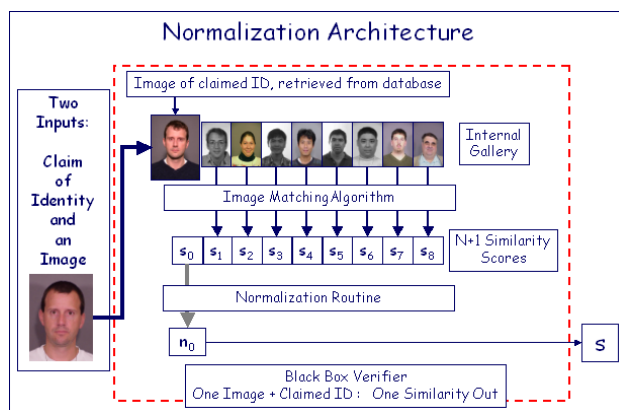 Normalization Architecture
Image of claimed ID, retrieved from database
Two
Inputs:
Claim
of
Identity
and
an
Image
Internal
Gallery
Image Matching Algorithm
s0 s1 s2 s3 s4 s5 s6 s7 s8
N+1 Similarity
Scores
Normalization Routine
n0
S
Black Box Verifier
One Image + Claimed ID : One Similarity Out